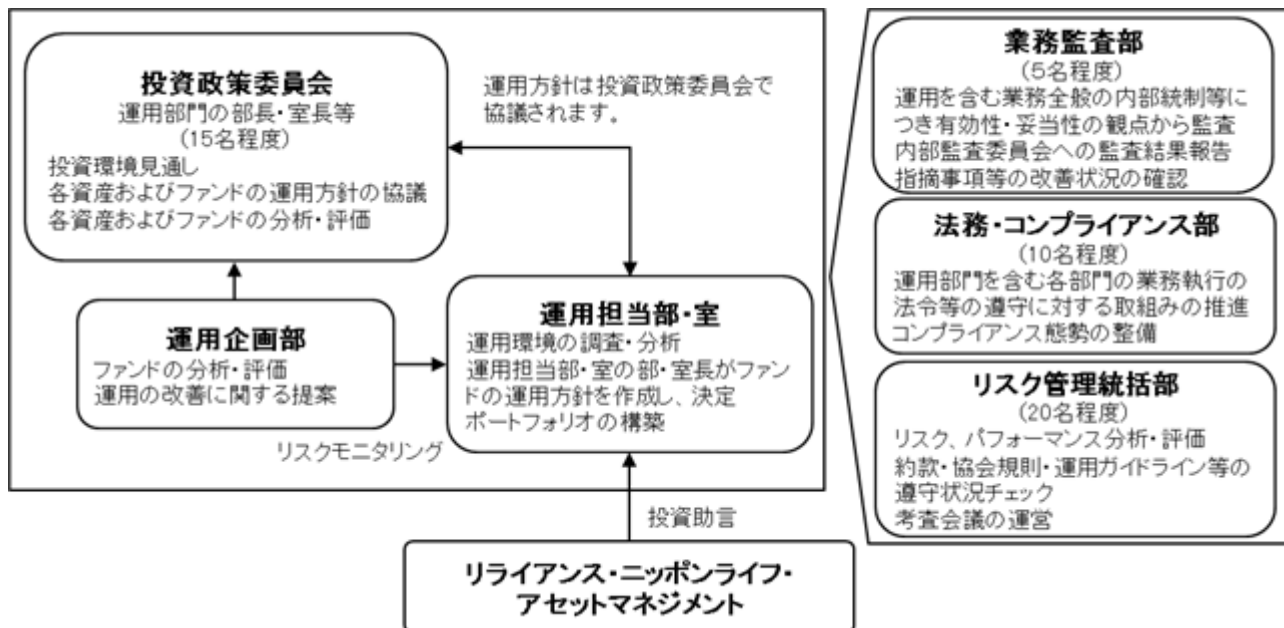 投資政策委員会
運用部門の部長・室長等
(15名程度)
投資環境見通し
各資産およびファンドの運用方針の協議
各資産およびファンドの分析・評価
運用方針は投資政策委員会で
協議されます。
運用企画部
ファンドの分析・評価
運用の改善に関する提案
リスクモニタリング
運用担当部・室
運用環境の調査・分析
運用担当部・室の部・室長がファン
ドの運用方針を作成し、決定
ポートフォリオの構築
投資助言
リライアンス・ニッポンライフ・
アセットマネジメント
業務監査部
(5名程度)
運用を含む業務全般の内部統制等に
つき有効性・妥当性の観点から監査
内部監査委員会への監査結果報告
指摘事項等の改善状況の確認
法務・コンプライアンス部
(10名程度)
運用部門を含む各部門の業務執行の
法令等の遵守に対する取組みの推進
コンプライアンス態勢の整備
リスク管理統括部
(20名程度)
リスク、パフォーマンス分析・評価
約款・協会規則・運用ガイドライン等の
遵守状況チェック
考査会議の運営